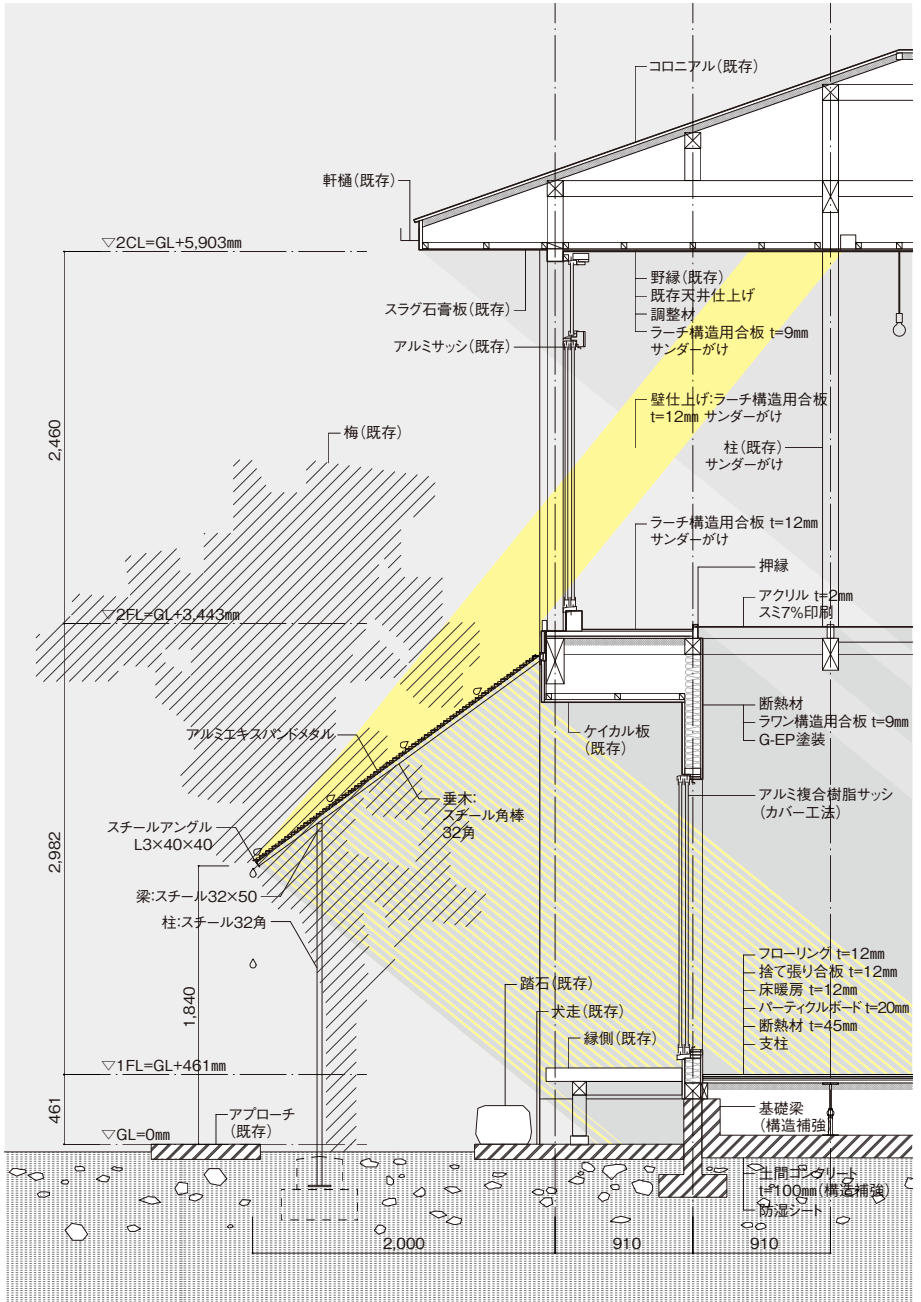 コロニアル(既存)
軒樋(既存)
▽2CL=GL+5,903mm
スラグ石膏板(既存)
アルミサッシ(既存)
野縁(既存)
既存天井仕上げ
調整材
ラーチ構造用合板 t=9mm
サンダーがけ
壁仕上げ:ラーチ構造用合板
t=12mm サンダーがけ
柱(既存)
サンダーがけ
2,460
梅(既存)
ラーチ構造用合板 t=12mm
サンダーがけ
押縁
アクリル t=2mm
スミ7%印刷
▽2FL=GL+3,443mm
断熱材
ラワン構造用合板 t=9mm
G-EP塗装
ケイカル板
(既存)
アルミエキスパンドメタル
垂木:
スチール角棒
32角
アルミ複合樹脂サッシ
(カバー工法)
スチールアングル
L3×40×40
梁:スチール32×50
柱:スチール32角
2,982
1,840
フローリング t=12mm
捨て張り合板 t=12mm
床暖房 t=12mm
パーティクルボード t=20mm
断熱材 t=45mm
支柱
踏石(既存)
犬走(既存)
縁側(既存)
▽1FL=GL+461mm
461
アプローチ
(既存)
▽GL=0mm
基礎梁
(構造補強)
土間コンクリート
t=100mm(構造補強)
防湿シート
2,000
910
910